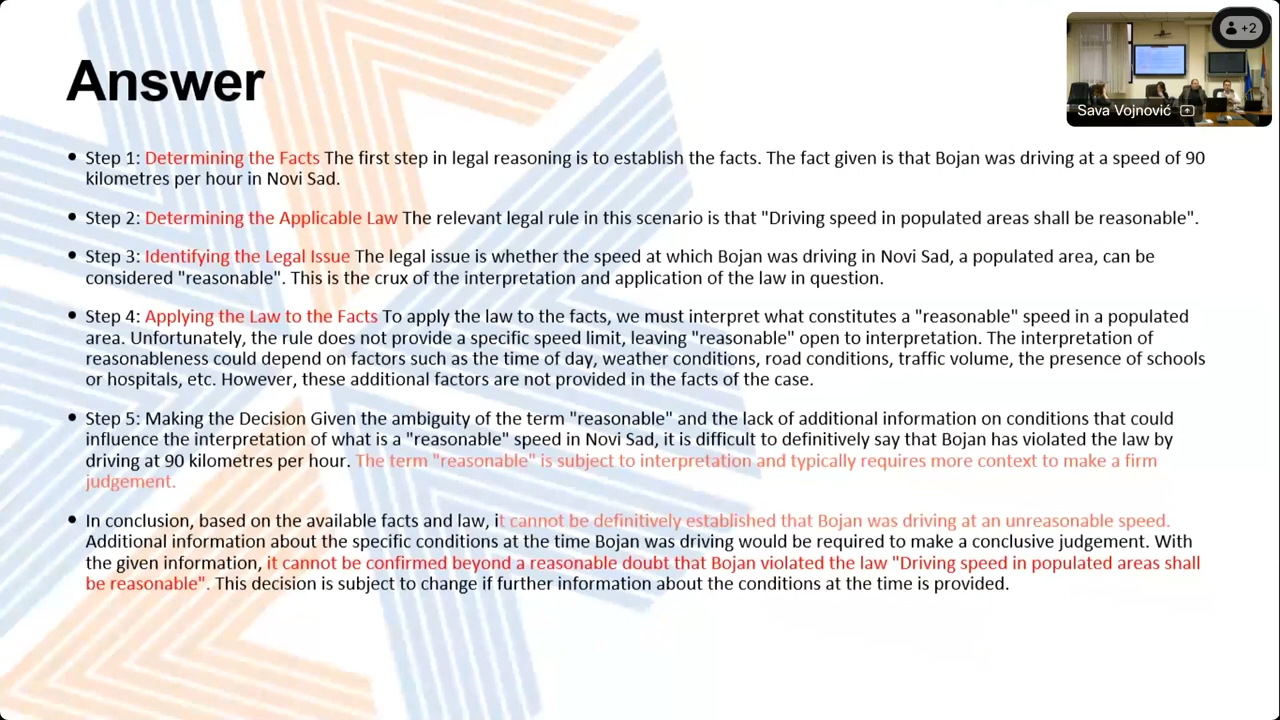 Answer
+2
Sava Vojnović
• Step 1: Determining the Facts The first step in legal reasoning is to establish the facts. The fact given is that Bojan was driving at a speed of 90
kilometres per hour in Novi Sad.
• Step 2: Determining the Applicable Law The relevant legal rule in this scenario is that "Driving speed in populated areas shall be reasonable".
• Step 3: Identifying the Legal Issue The legal issue is whether the speed at which Bojan was driving in Novi Sad, a populated area, can be
considered "reasonable". This is the crux of the interpretation and application of the law in question.
• Step 4: Applying the Law to the Facts To apply the law to the facts, we must interpret what constitutes a "reasonable" speed in a populated
area. Unfortunately, the rule does not provide a specific speed limit, leaving "reasonable" open to interpretation. The interpretation of
reasonableness could depend on factors such as the time of day, weather conditions, road conditions, traffic volume, the presence of schools
or hospitals, etc. However, these additional factors are not provided in the facts of the case.
• Step 5: Making the Decision Given the ambiguity of the term "reasonable" and the lack of additional information on conditions that could
influence the interpretation of what is a "reasonable" speed in Novi Sad, it is difficult to definitively say that Bojan has violated the law by
driving at 90 kilometres per hour. The term "reasonable" is subject to interpretation and typically requires more context to make a firm
judgement.
• In conclusion, based on the available facts and law, it cannot be definitively established that Bojan was driving at an unreasonable speed.
Additional information about the specific conditions at the time Bojan was driving would be required to make a conclusive judgement. With
the given information, it cannot be confirmed beyond a reasonable doubt that Bojan violated the law "Driving speed in populated areas shall
be reasonable". This decision is subject to change if further information about the conditions at the time is provided.